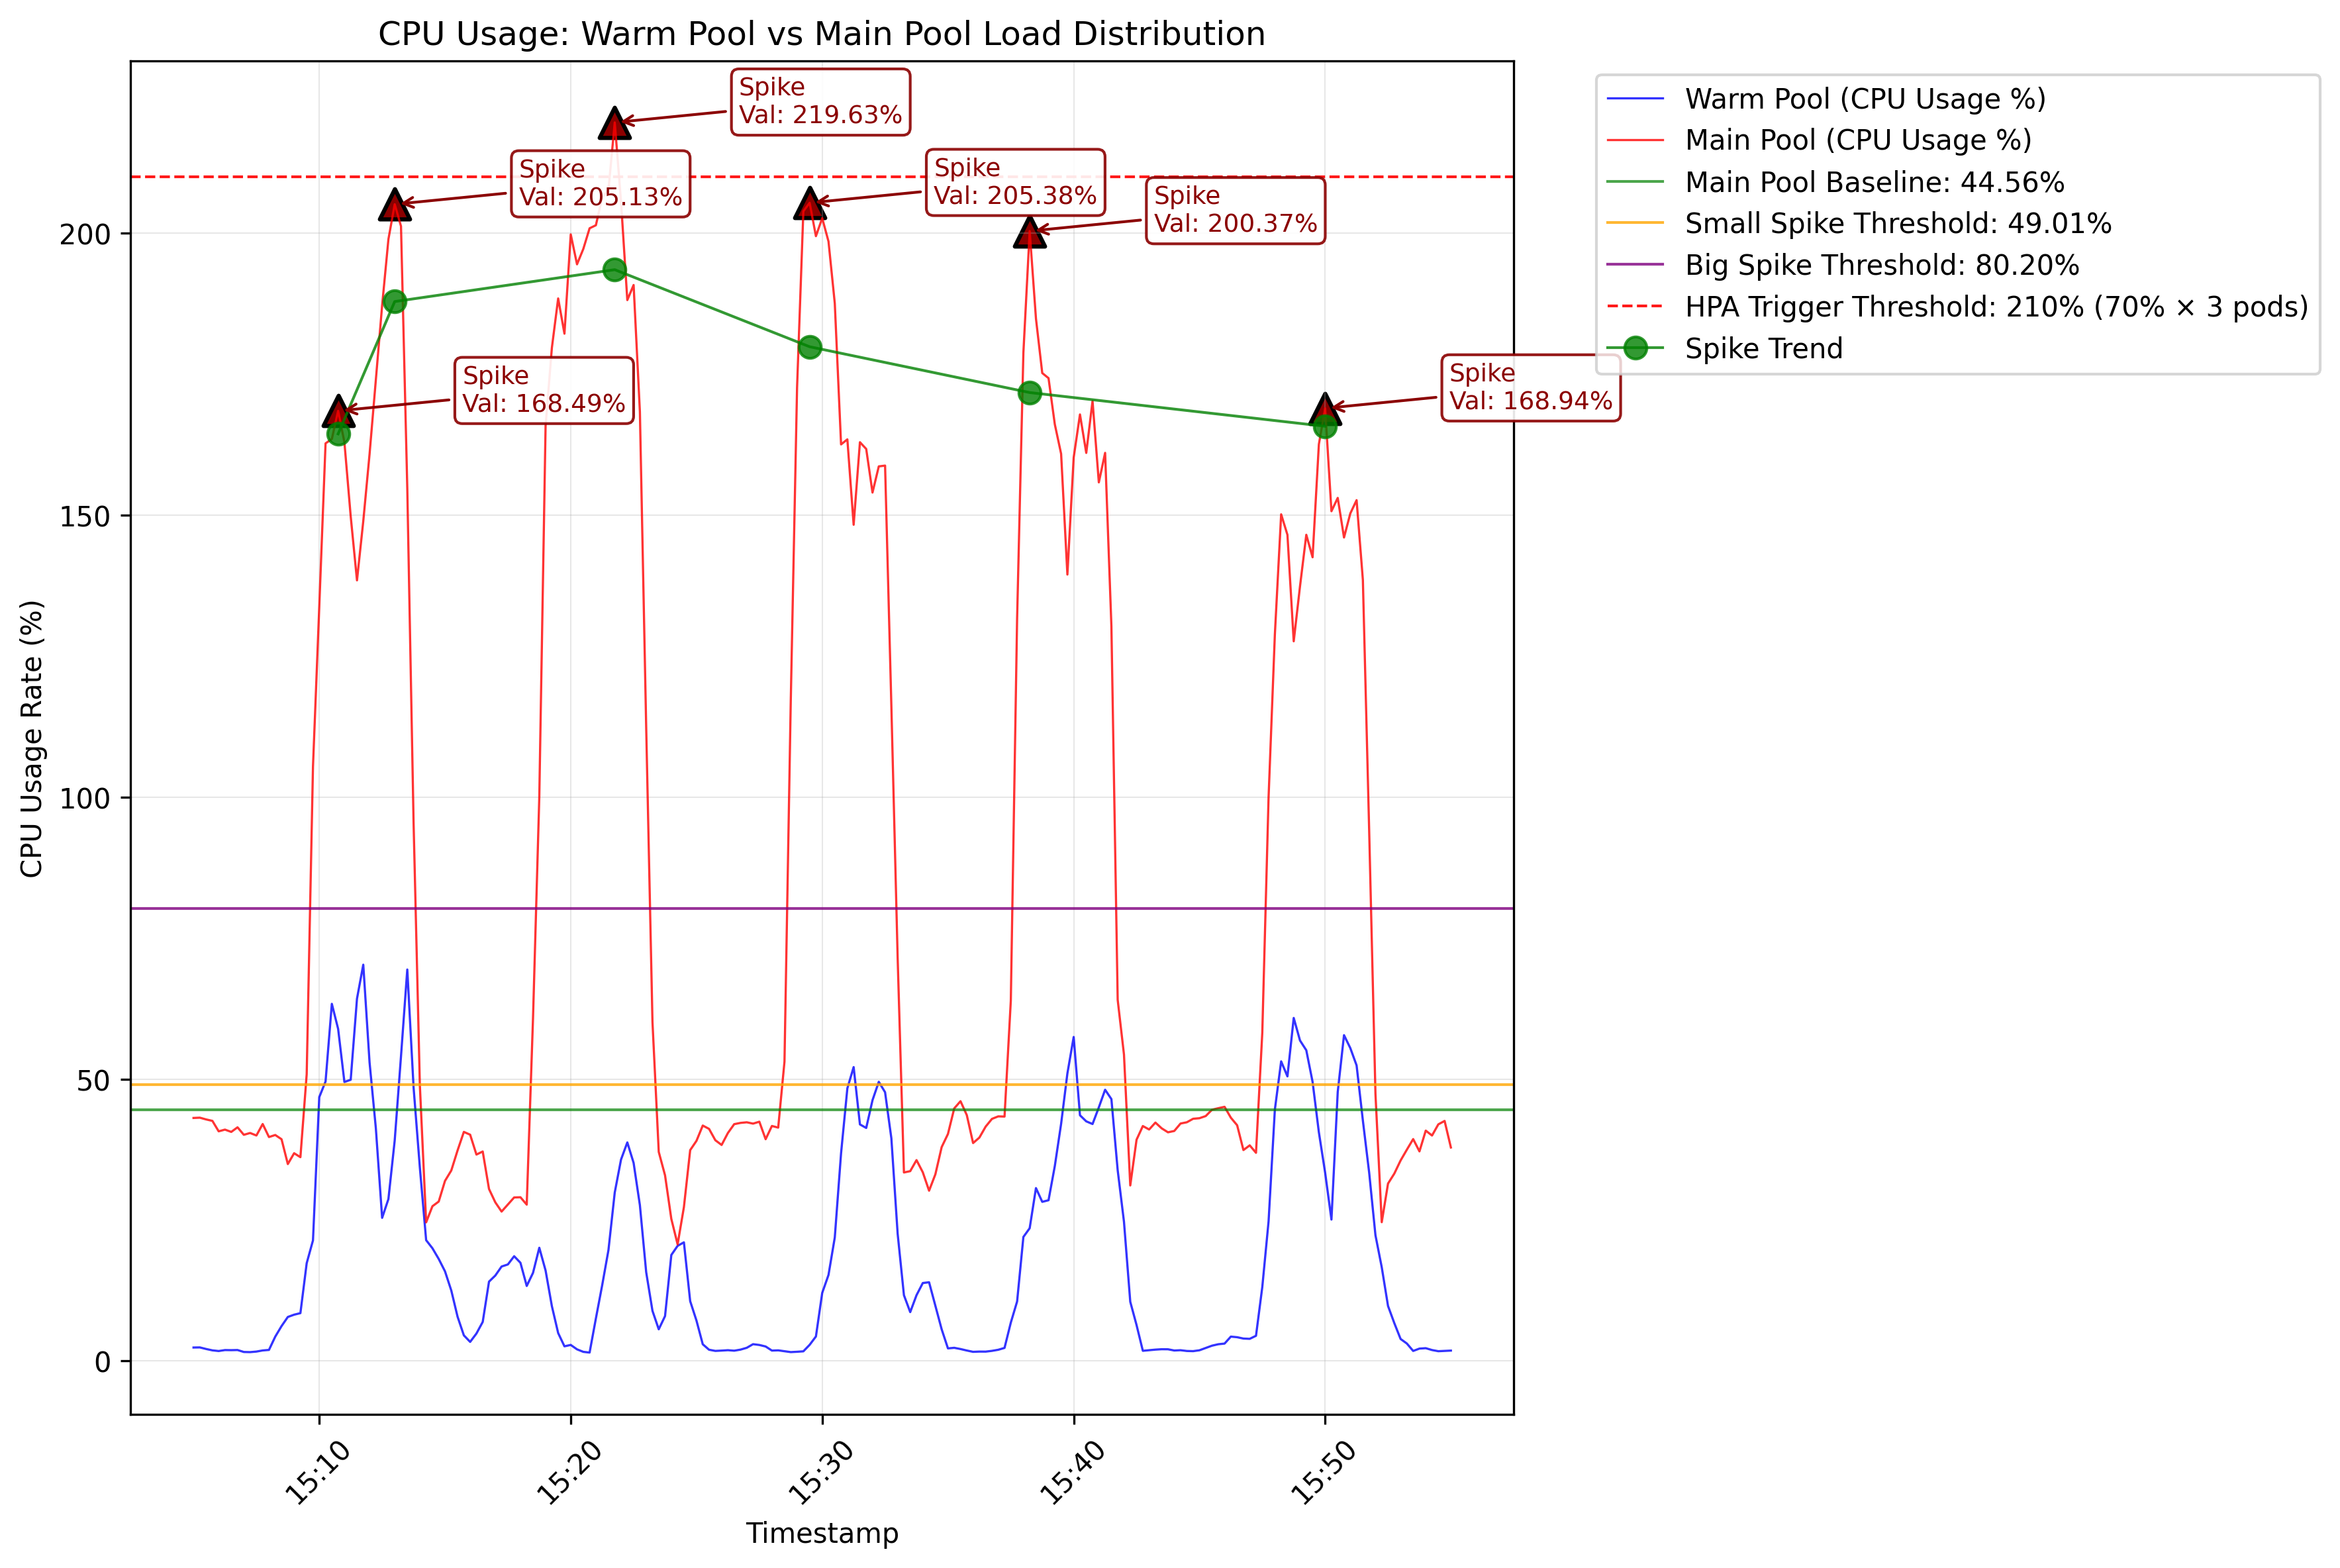 CPU Usage: Warm Pool vs Main Pool Load Distribution
Spike
Val: 219.63%
Spike
Val: 205.13%
Spike
Val: 205.38%
Spike
Val: 200.37%
Spike
Val: 168.49%
Spike
Val: 168.94%
Warm Pool (CPU Usage %)
Main Pool (CPU Usage %)
Main Pool Baseline: 44.56%
Small Spike Threshold: 49.01%
Big Spike Threshold: 80.20%
HPA Trigger Threshold: 210% (70% × 3 pods)
Spike Trend
CPU Usage Rate (%)
200
150
100
50
0
15:10
15:20
15:30
15:40
15:50
Timestamp